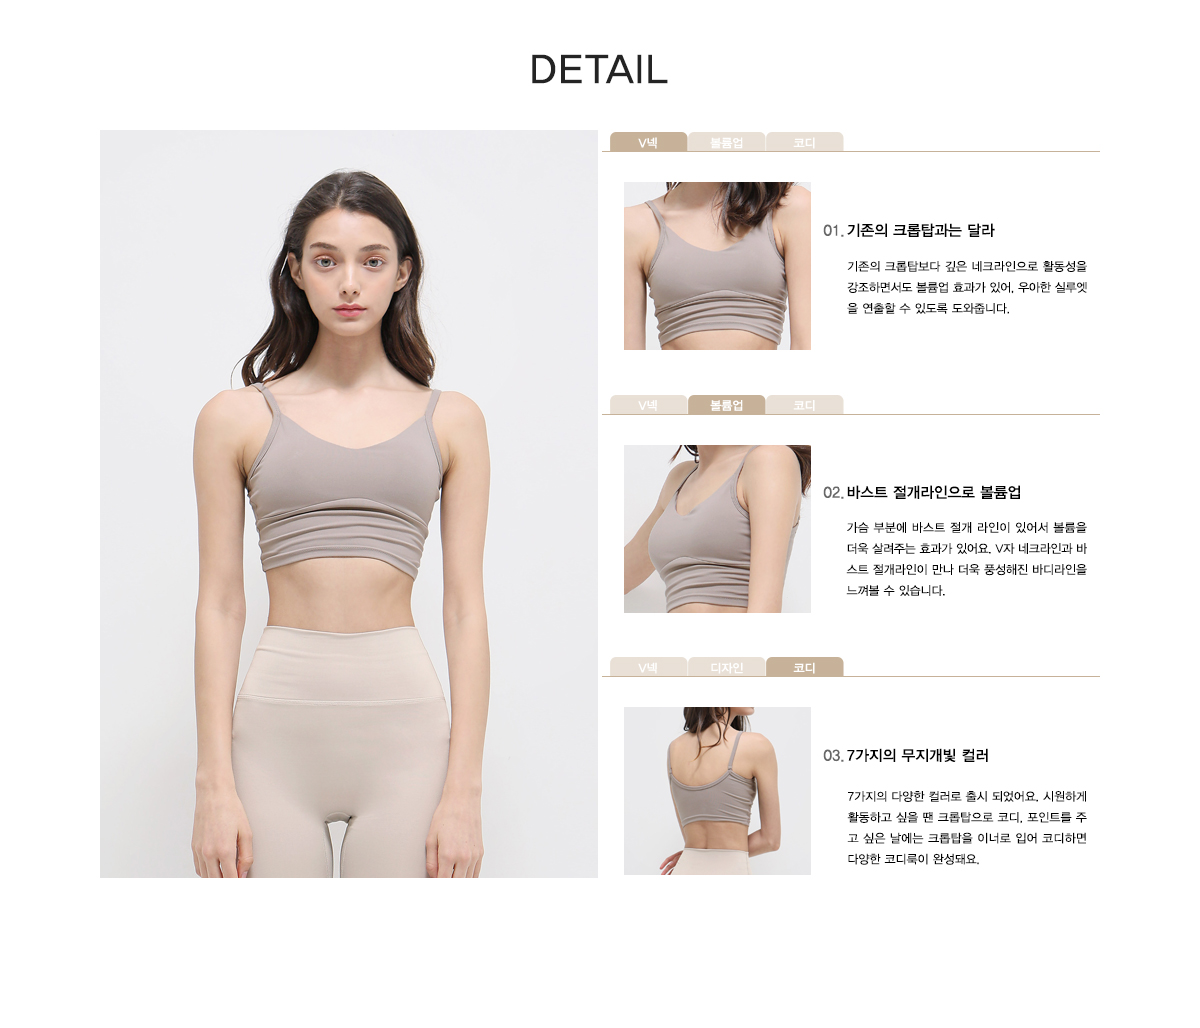 DETAIL
V넥 볼륨업 코디
01. 기존의 크롭탑과는 달라
기존의 크롭탑보다 깊은 네크라인으로 활동성을
강조하면서도 볼륨업 효과가 있어, 우아한 실루엣
을 연출할 수 있도록 도와줍니다.
V넥 볼륨업 코디
02. 바스트 절개라인으로 볼륨업
가슴 부분에 바스트 절개 라인이 있어서 볼륨을
더욱 살려주는 효과가 있어요. V자 네크라인과 바
스트 절개라인이 만나 더욱 풍성해진 바디라인을
느껴볼 수 있습니다.
V넥 디자인 코디
03. 7가지의 무지개빛 컬러
7가지의 다양한 컬러로 출시 되었어요. 시원하게
활동하고 싶을 땐 크롭탑으로 코디, 포인트를 주
고 싶은 날에는 크롭탑을 이너로 입어 코디하면
다양한 코디룩이 완성돼요.